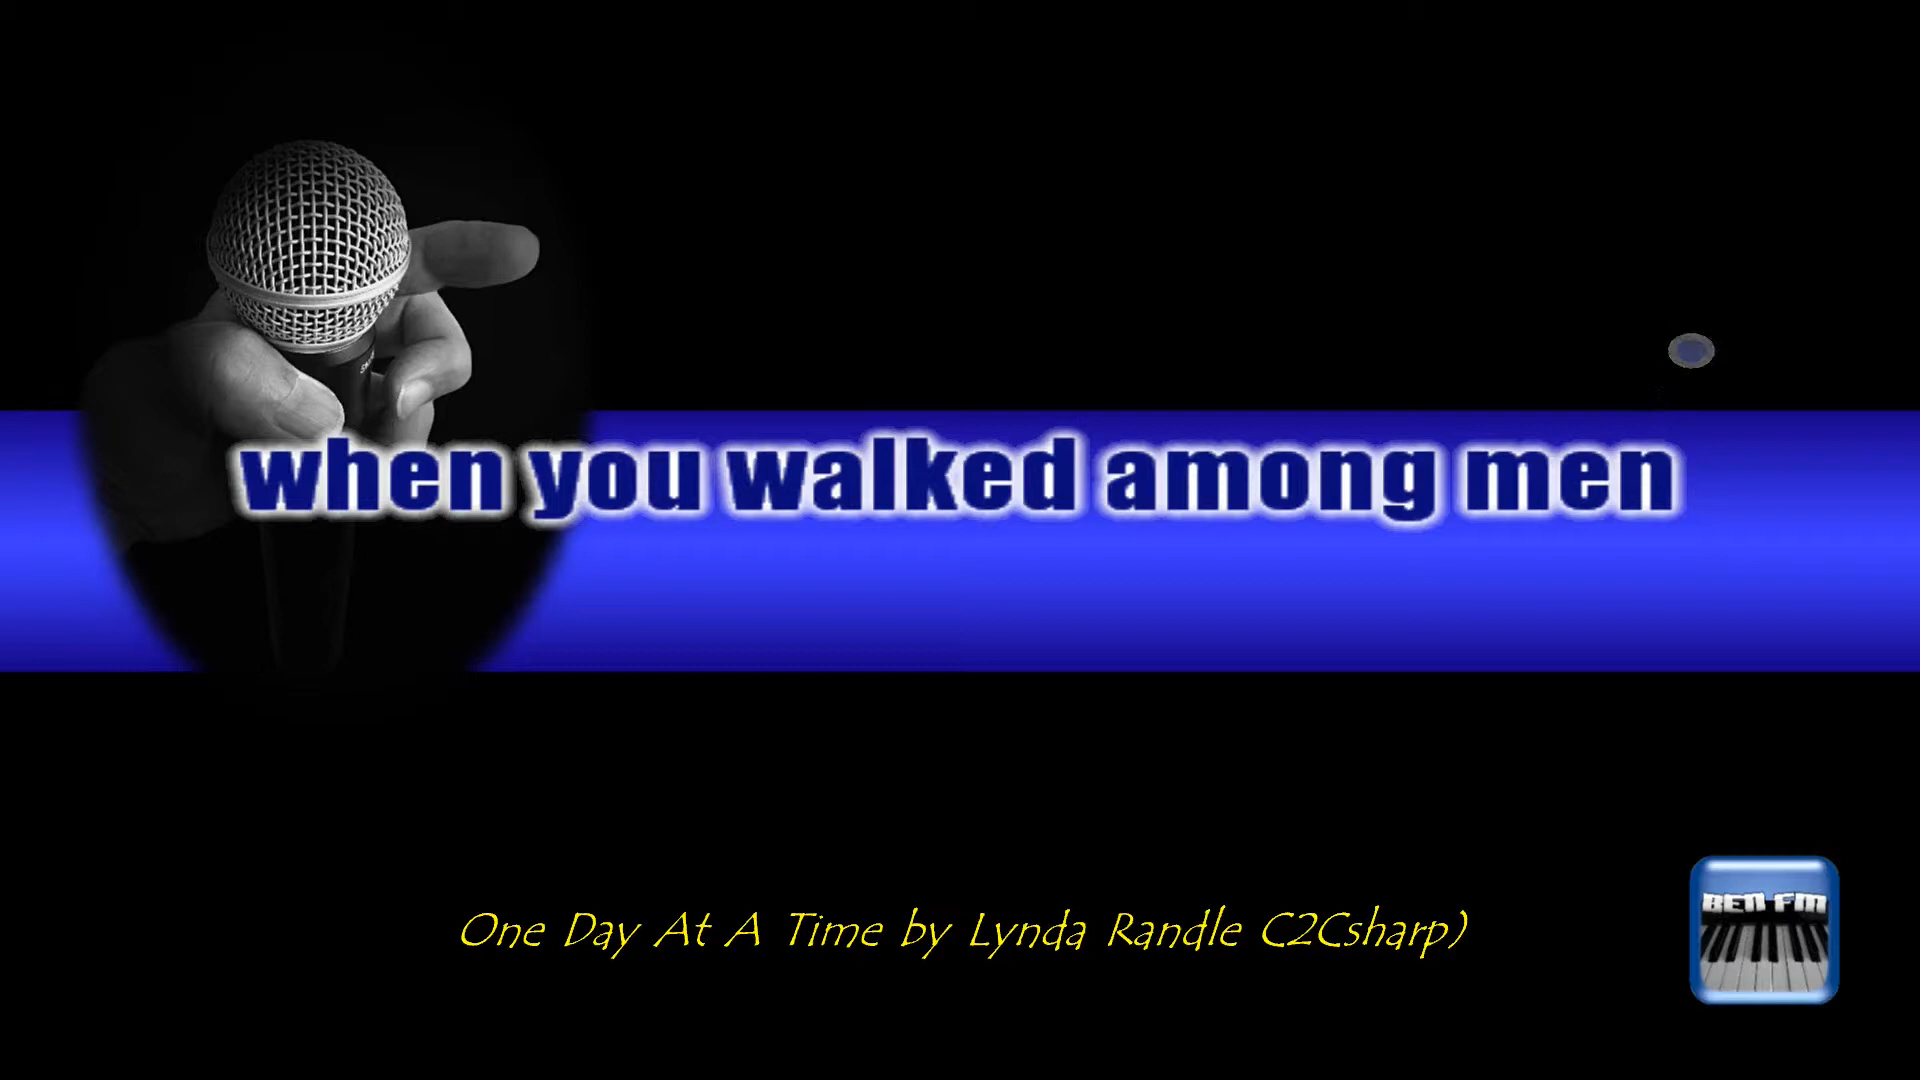 when you walked among men
One Day At A Time by Lynda Randle C2Csharp)
BEN FM